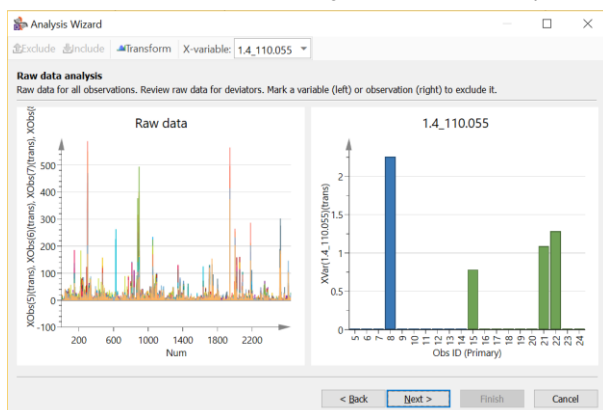 Analysis Wizard
Exclude Include Transform X-variable: 1.4_110.055
Raw data analysis
Raw data for all observations. Review raw data for deviators. Mark a variable (left) or observation (right) to exclude it.
Raw data
XObs(5)(trans), XObs(6)(trans), XObs(7)(trans), XObs(
500
400
300
200
100
0
-100
200 600 1000 1400 1800 2200
Num
1.4_110.055
XVar(1.4_110.055)(trans)
2
1.5
1
0.5
0
5 6 7 8 9 10 11 12 13 14 15 16 17 18 19 20 21 22 23 24
Obs ID (Primary)
< Back Next > Finish Cancel